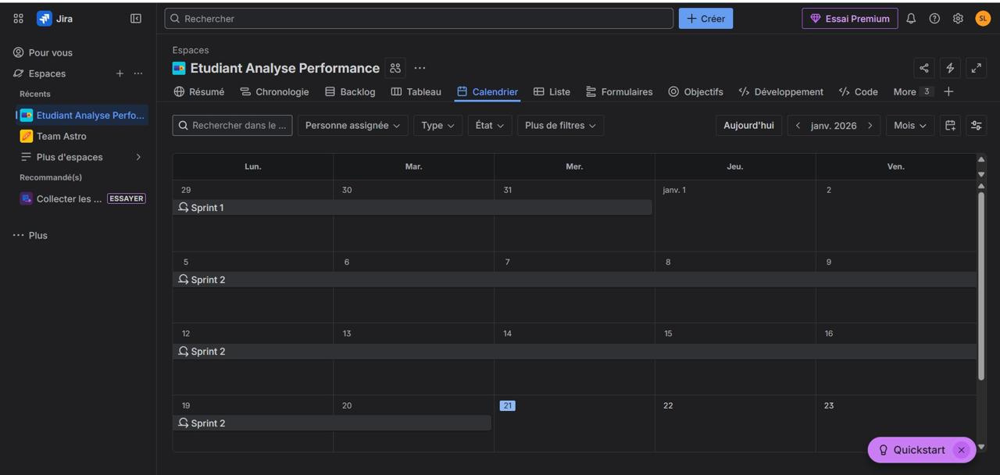 Jira
Rechercher
Créer
Essai Premium
SL
Pour vous
Espaces
Récents
Etudiant Analyse Perfo...
Team Astro
Plus d'espaces
Recommandé(s)
Collecter les ... ESSAYER
Plus
Espaces
Etudiant Analyse Performance
Résumé Chronologie Backlog Tableau Calendrier Liste Formulaires Objectifs Développement Code More 3
Rechercher dans le ... Personne assignée Type État Plus de filtres Aujourd'hui janv. 2026 Mois
Lun. Mar. Mer. Jeu. Ven.
29 30 31 janv. 1 2
Sprint 1
5 6 7 8 9
Sprint 2
12 13 14 15 16
Sprint 2
19 20 21 22 23
Sprint 2
Quickstart